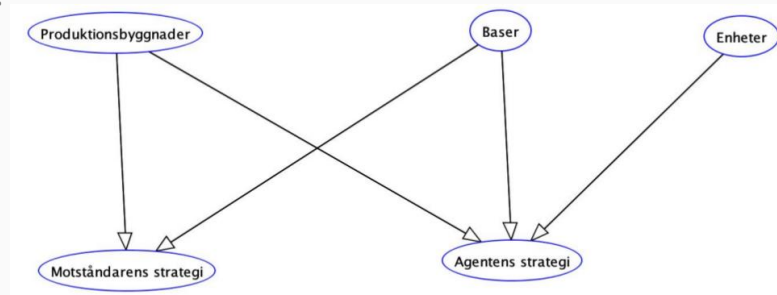 Produktionsbyggnader
Baser
Enheter
Motståndarens strategi
Agentens strategi